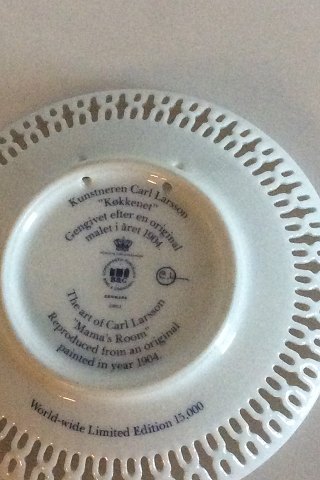 Kunstneren Carl Larsson
"Køkkenet"
Gengivet efter en original
malet i året 1904.
B&G
DENMARK
The art of Carl Larsson
"Mama's Room"
Reproduced from an original
painted in year 1904.
World-wide Limited Edition 15,000